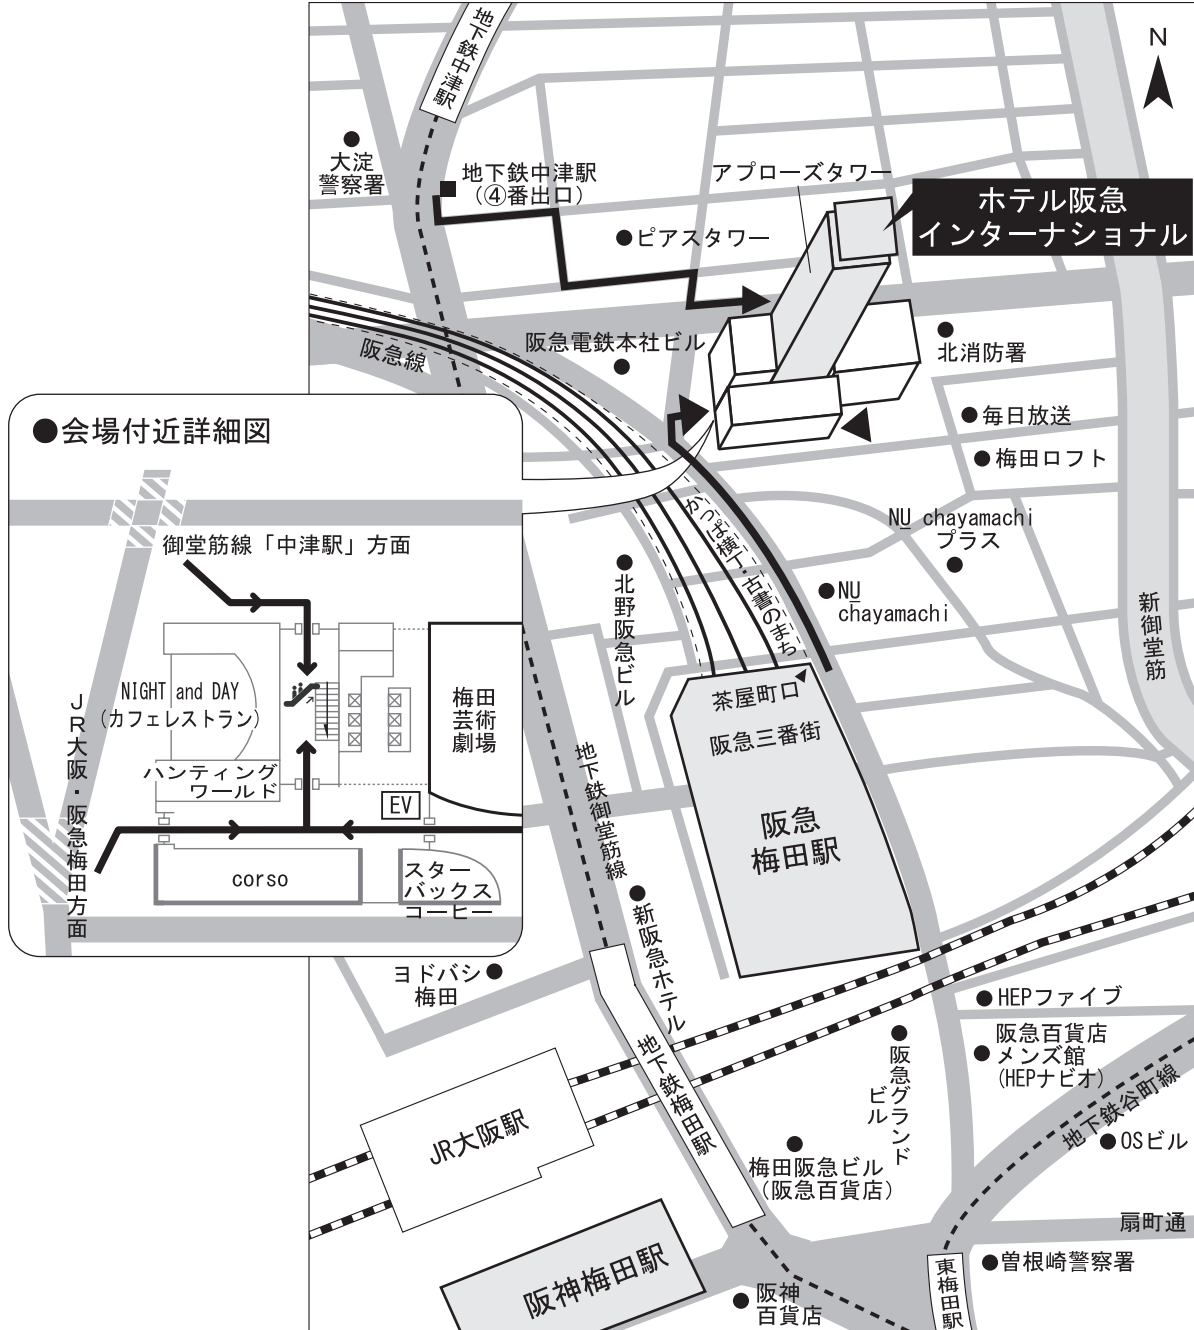 地下鉄中津駅
N
大淀
警察署
地下鉄中津駅
(④番出口)
アプローズタワー
ホテル阪急
インターナショナル
ピアスタワー
阪急線
阪急電鉄本社ビル
北消防署
毎日放送
梅田ロフト
NU chayamachi
プラス
NU
chayamachi
かっぱ横丁・古書のまち
北野阪急ビル
新御堂筋
茶屋町口
阪急三番街
阪急
梅田駅
地下鉄御堂筋線
新阪急ホテル
ヨドバシ
梅田
地下鉄梅田駅
JR大阪駅
HEPファイブ
阪急百貨店
メンズ館
(HEPナビオ)
阪急グランド
ビル
地下鉄谷町線
OSビル
梅田阪急ビル
(阪急百貨店)
扇町通
曽根崎警察署
東梅田駅
阪神梅田駅
阪神
百貨店
●会場付近詳細図
御堂筋線「中津駅」方面
NIGHT and DAY
(カフェレストラン)
梅田
芸術
劇場
ハンティング
ワールド
EV
JR大阪・阪急梅田方面
corso
スター
バックス
コーヒー